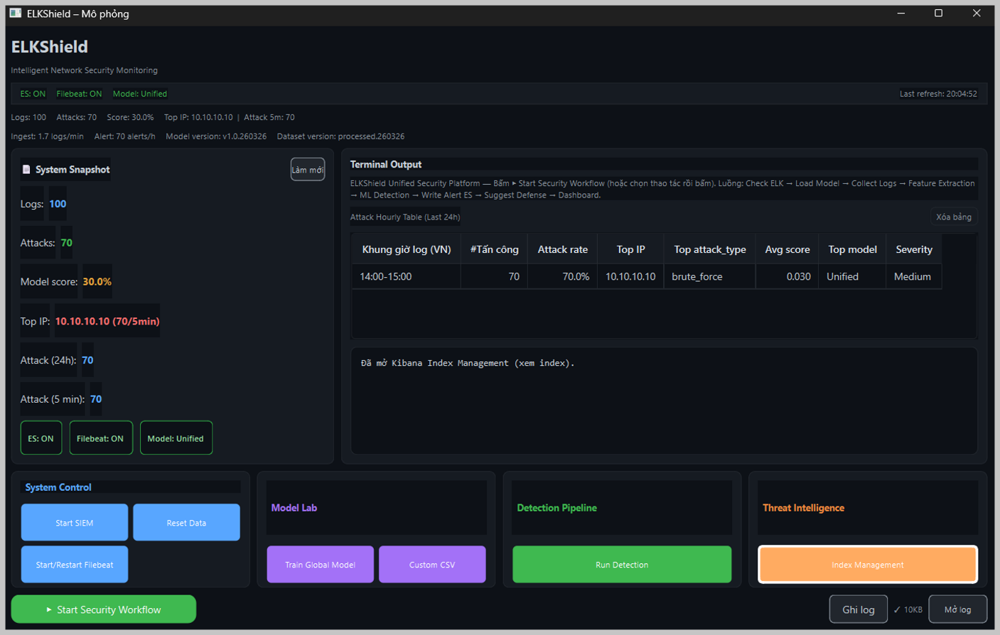 ELKShield – Mô phỏng
ELKShield
Intelligent Network Security Monitoring
ES: ON Filebeat: ON Model: Unified Last refresh: 20:04:52
Logs: 100 Attacks: 70 Score: 30.0% Top IP: 10.10.10.10 | Attack 5m: 70
Ingest: 1.7 logs/min Alert: 70 alerts/h Model version: v1.0.260326 Dataset version: processed.260326
System Snapshot Làm mới
Logs: 100
Attacks: 70
Model score: 30.0%
Top IP: 10.10.10.10 (70/5min)
Attack (24h): 70
Attack (5 min): 70
ES: ON Filebeat: ON Model: Unified
Terminal Output
ELKShield Unified Security Platform — Bấm ▸ Start Security Workflow (hoặc chọn thao tác rồi bấm). Luồng: Check ELK → Load Model → Collect Logs → Feature Extraction
→ ML Detection → Write Alert ES → Suggest Defense → Dashboard.
Attack Hourly Table (Last 24h) Xóa bảng
Khung giờ log (VN) #Tấn công Attack rate Top IP Top attack_type Avg score Top model Severity
14:00-15:00 70 70.0% 10.10.10.10 brute_force 0.030 Unified Medium
Đã mở Kibana Index Management (xem index).
System Control
Start SIEM Reset Data
Start/Restart Filebeat
Model Lab
Train Global Model Custom CSV
Detection Pipeline
Run Detection
Threat Intelligence
Index Management
▸ Start Security Workflow Ghi log ✓ 10KB Mở log